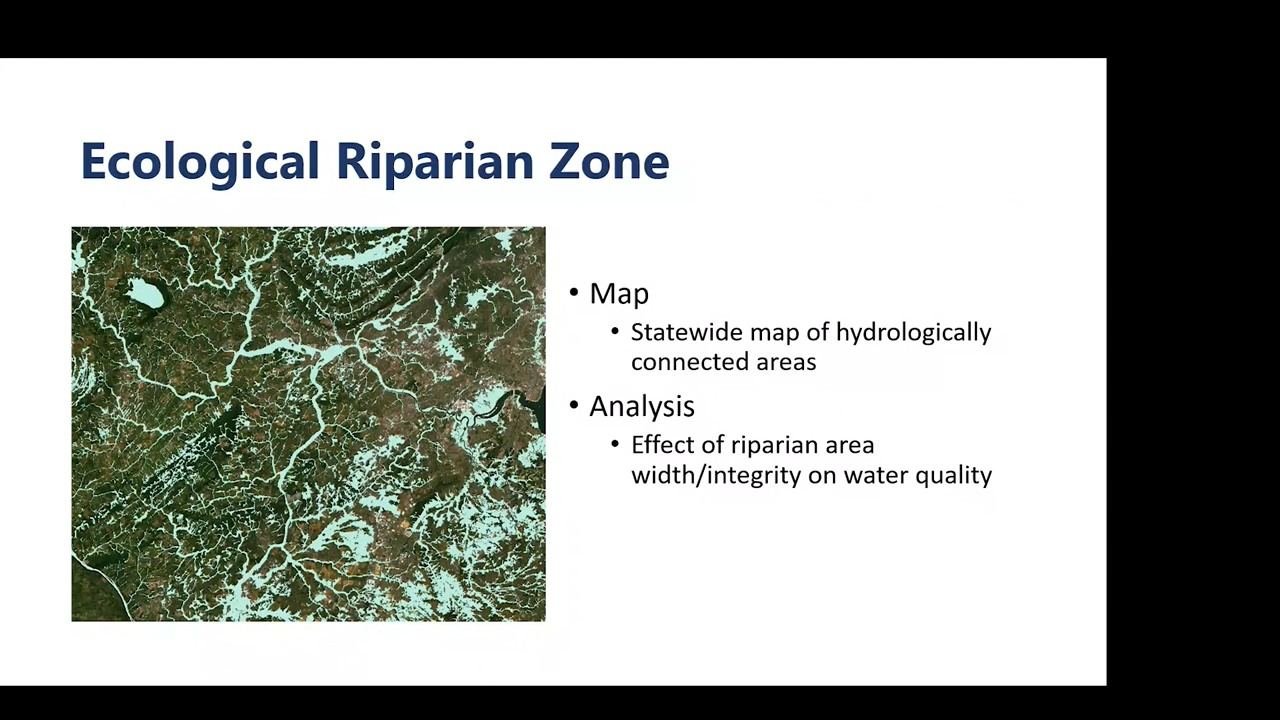 Ecological Riparian Zone
• Map
• Statewide map of hydrologically
connected areas
• Analysis
• Effect of riparian area
width/integrity on water quality